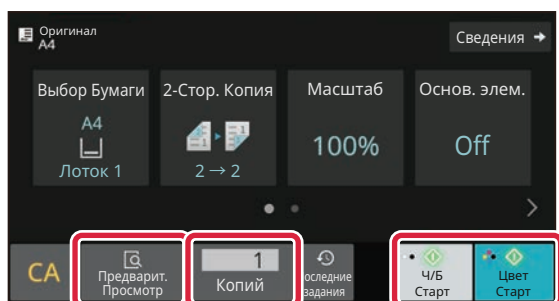 Оригинал
A4
Сведения
Выбор Бумаги
A4
Лоток 1
2-Стор. Копия
2 → 2
Масштаб
100%
Основ. элем.
Off
CA
Предварит.
Просмотр
1
Копий
задания
Ч/Б
Старт
Цвет
Старт